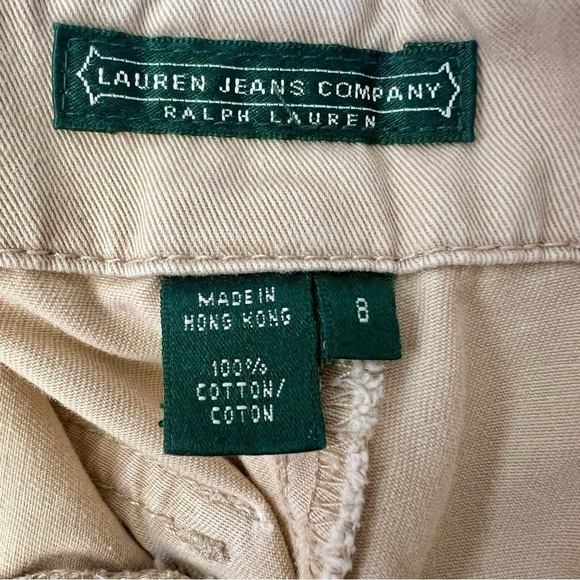 LAUREN JEANS COMPANY
RALPH LAUREN
MADE IN
HONG KONG
100%
COTTON/
COTON
8